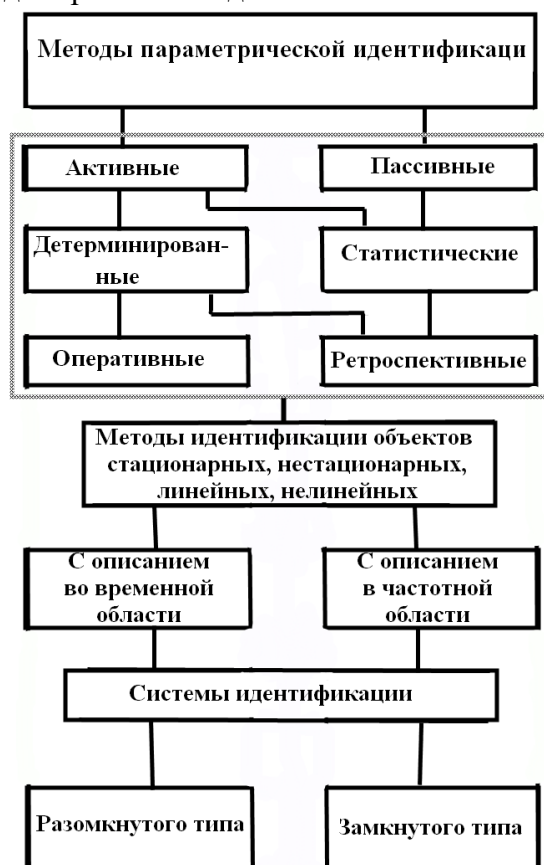 Методы параметрической идентификаци
Активные
Пассивные
Детерминирован-
ные
Статистические
Оперативные
Ретроспективные
Методы идентификации объектов
стационарных, нестационарных,
линейных, нелинейных
С описанием
во временной
области
С описанием
в частотной
области
Системы идентификации
Разомкнутого типа
Замкнутого типа